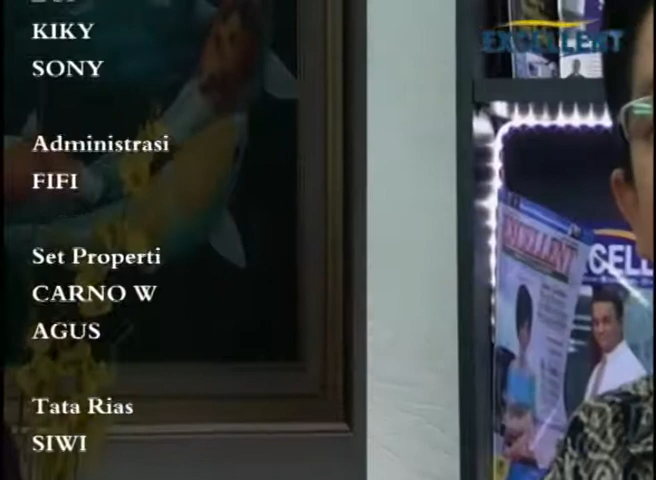 KIKY
SONY
Administrasi
FIFI
Set Properti
CARNO W
AGUS
Tata Rias
SIWI
EXCELLENT
EXCELLENT